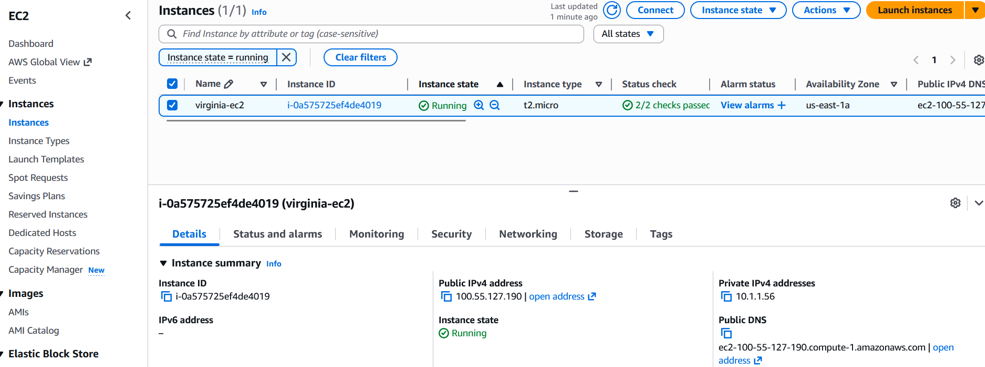 EC2
Dashboard
AWS Global View
Events
Instances
Instances
Instance Types
Launch Templates
Spot Requests
Savings Plans
Reserved Instances
Dedicated Hosts
Capacity Reservations
Capacity Manager New
Images
AMIs
AMI Catalog
Elastic Block Store
Instances (1/1) Info
Last updated
1 minute ago
Connect
Instance state
Actions
Launch instances
Find Instance by attribute or tag (case-sensitive)
All states
Instance state = running
Clear filters
1
Name Instance ID Instance state Instance type Status check Alarm status Availability Zone Public IPv4 DNS
virginia-ec2 i-0a575725ef4de4019 Running t2.micro 2/2 checks passed View alarms + us-east-1a ec2-100-55-127
i-0a575725ef4de4019 (virginia-ec2)
Details Status and alarms Monitoring Security Networking Storage Tags
Instance summary Info
Instance ID
i-0a575725ef4de4019
IPv6 address
–
Public IPv4 address
100.55.127.190 | open address
Instance state
Running
Private IPv4 addresses
10.1.1.56
Public DNS
ec2-100-55-127-190.compute-1.amazonaws.com | open
address